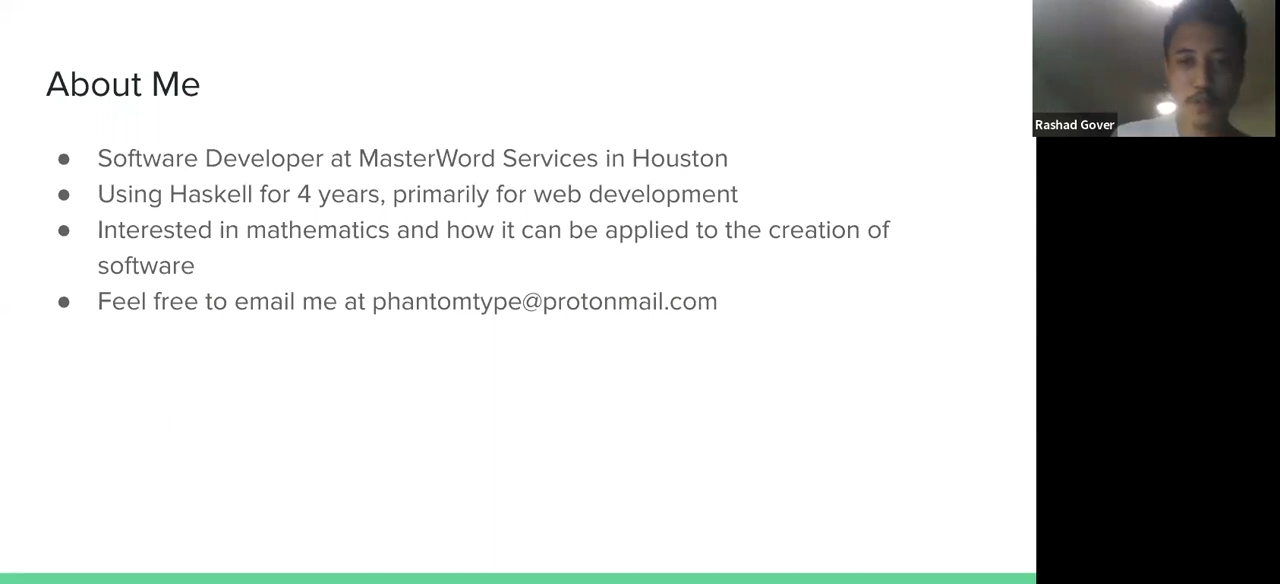 About Me
● Software Developer at MasterWord Services in Houston
● Using Haskell for 4 years, primarily for web development
● Interested in mathematics and how it can be applied to the creation of
software
● Feel free to email me at phantomtype@protonmail.com
Rashad Gover